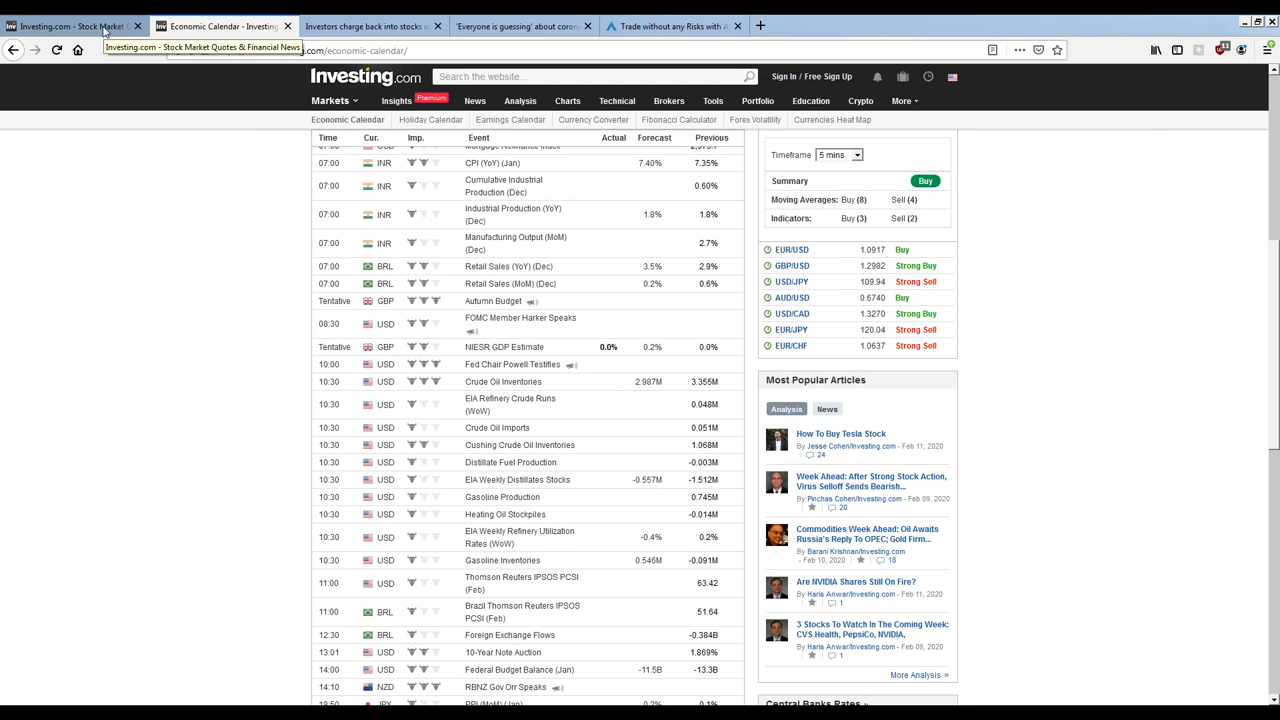 Investing.com - Stock Market
Economic Calendar - Investing.
Investors charge back into stocks o
'Everyone is guessing' about coron
Trade without any Risks with A
Investing.com - Stock Market Quotes & Financial News
.com/economic-calendar/
11
Investing.com
Search the website...
Sign In / Free Sign Up
Markets Insights Premium News Analysis Charts Technical Brokers Tools Portfolio Education Crypto More
Economic Calendar Holiday Calendar Earnings Calendar Currency Converter Fibonacci Calculator Forex Volatility Currencies Heat Map
Time Cur. Imp. Event Actual Forecast Previous
07:00 INR CPI (YoY) (Jan) 7.40% 7.35%
07:00 INR Cumulative Industrial Production (Dec) 0.60%
07:00 INR Industrial Production (YoY) (Dec) 1.8% 1.8%
07:00 INR Manufacturing Output (MoM) (Dec) 2.7%
07:00 BRL Retail Sales (YoY) (Dec) 3.5% 2.9%
07:00 BRL Retail Sales (MoM) (Dec) 0.2% 0.6%
Tentative GBP Autumn Budget
08:30 USD FOMC Member Harker Speaks
Tentative GBP NIESR GDP Estimate 0.0% 0.2% 0.0%
10:00 USD Fed Chair Powell Testifies
10:30 USD Crude Oil Inventories 2.987M 3.355M
10:30 USD EIA Refinery Crude Runs (WoW) 0.048M
10:30 USD Crude Oil Imports 0.051M
10:30 USD Cushing Crude Oil Inventories 1.068M
10:30 USD Distillate Fuel Production -0.003M
10:30 USD EIA Weekly Distillates Stocks -0.557M -1.512M
10:30 USD Gasoline Production 0.745M
10:30 USD Heating Oil Stockpiles -0.014M
10:30 USD EIA Weekly Refinery Utilization Rates (WoW) -0.4% 0.2%
10:30 USD Gasoline Inventories 0.546M -0.091M
11:00 USD Thomson Reuters IPSOS PCSI (Feb) 63.42
11:00 BRL Brazil Thomson Reuters IPSOS PCSI (Feb) 51.64
12:30 BRL Foreign Exchange Flows -0.384B
13:01 USD 10-Year Note Auction 1.869%
14:00 USD Federal Budget Balance (Jan) -11.5B -13.3B
14:10 NZD RBNZ Gov Orr Speaks
18:50 JPY PPI (MoM) (Jan) 0.2% 0.1%
Timeframe 5 mins
Summary Buy
Moving Averages: Buy (8) Sell (4)
Indicators: Buy (3) Sell (2)
EUR/USD 1.0917 Buy
GBP/USD 1.2982 Strong Buy
USD/JPY 109.94 Strong Sell
AUD/USD 0.6740 Buy
USD/CAD 1.3270 Strong Buy
EUR/JPY 120.04 Strong Sell
EUR/CHF 1.0637 Strong Sell
Most Popular Articles
Analysis News
How To Buy Tesla Stock
By Jesse Cohen/Investing.com - Feb 11, 2020
24
Week Ahead: After Strong Stock Action,
Virus Selloff Sends Bearish...
By Pinchas Cohen/Investing.com - Feb 09, 2020
20
Commodities Week Ahead: Oil Awaits
Russia's Reply To OPEC; Gold Firm...
By Barani Krishnan/Investing.com
- Feb 10, 2020 18
Are NVIDIA Shares Still On Fire?
By Haris Anwar/Investing.com - Feb 11, 2020
1
3 Stocks To Watch In The Coming Week:
CVS Health, PepsiCo, NVIDIA,
By Haris Anwar/Investing.com - Feb 09, 2020
1
More Analysis »
Central Banks Rates »